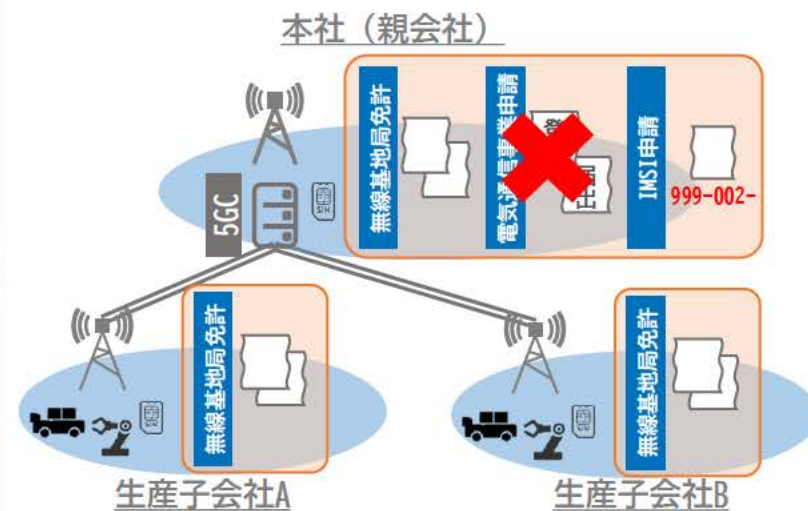 本社（親会社）
無線基地局免許
電気通信事業申請
IMSI申請
999-002-
5GC
無線基地局免許
無線基地局免許
生産子会社A
生産子会社B